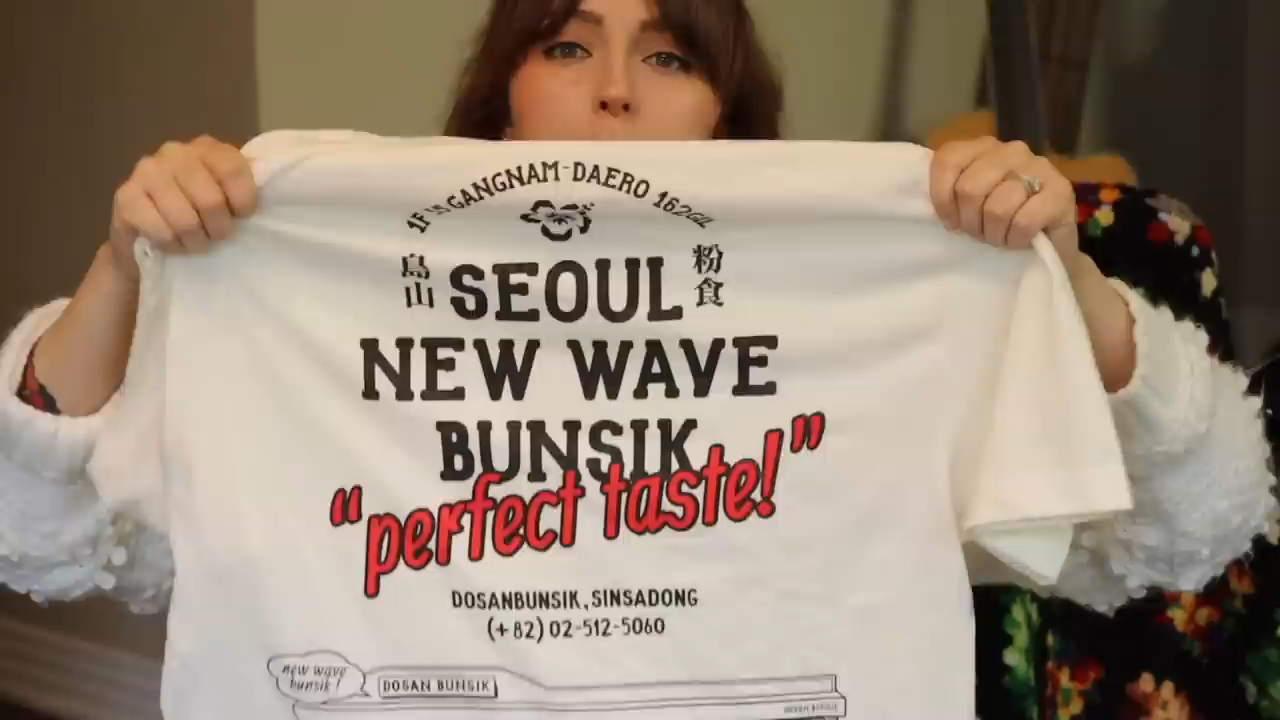 1F GANGNAM-DAERO 162GIL
島山 SEOUL 粉食
NEW WAVE
BUNSIK
“perfect taste!”
DOSANBUNSIK, SINSADONG
(+82) 02-512-5060
new wave
bunsik!
DOSAN BUNSIK